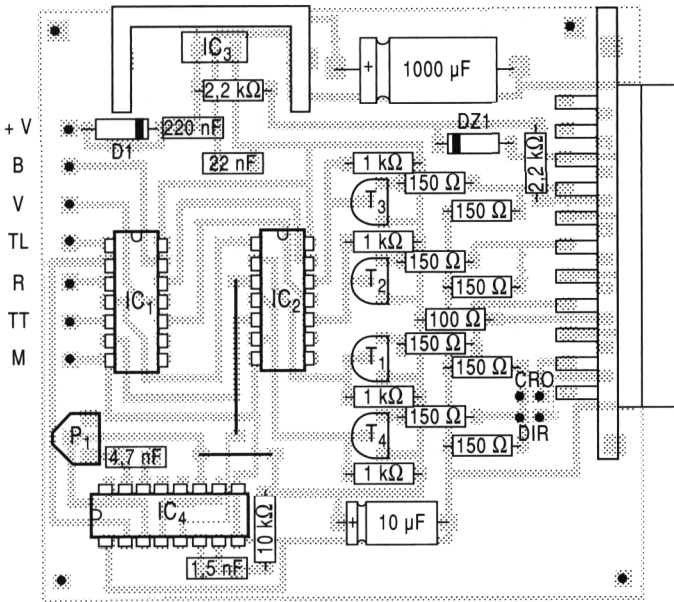 IC3
+ 1000 µF
2,2 kΩ
+ V
D1
220 nF
DZ1
2,2 kΩ
B
22 nF
1 kΩ
150 Ω
V
T3
150 Ω
TL
1 kΩ
150 Ω
R
IC1
IC2
T2
150 Ω
TT
100 Ω
150 Ω
M
T1
150 Ω
CRO
1 kΩ
150 Ω
P1
T4
DIR
150 Ω
4,7 nF
1 kΩ
IC4
10 kΩ
+ 10 µF
1,5 nF